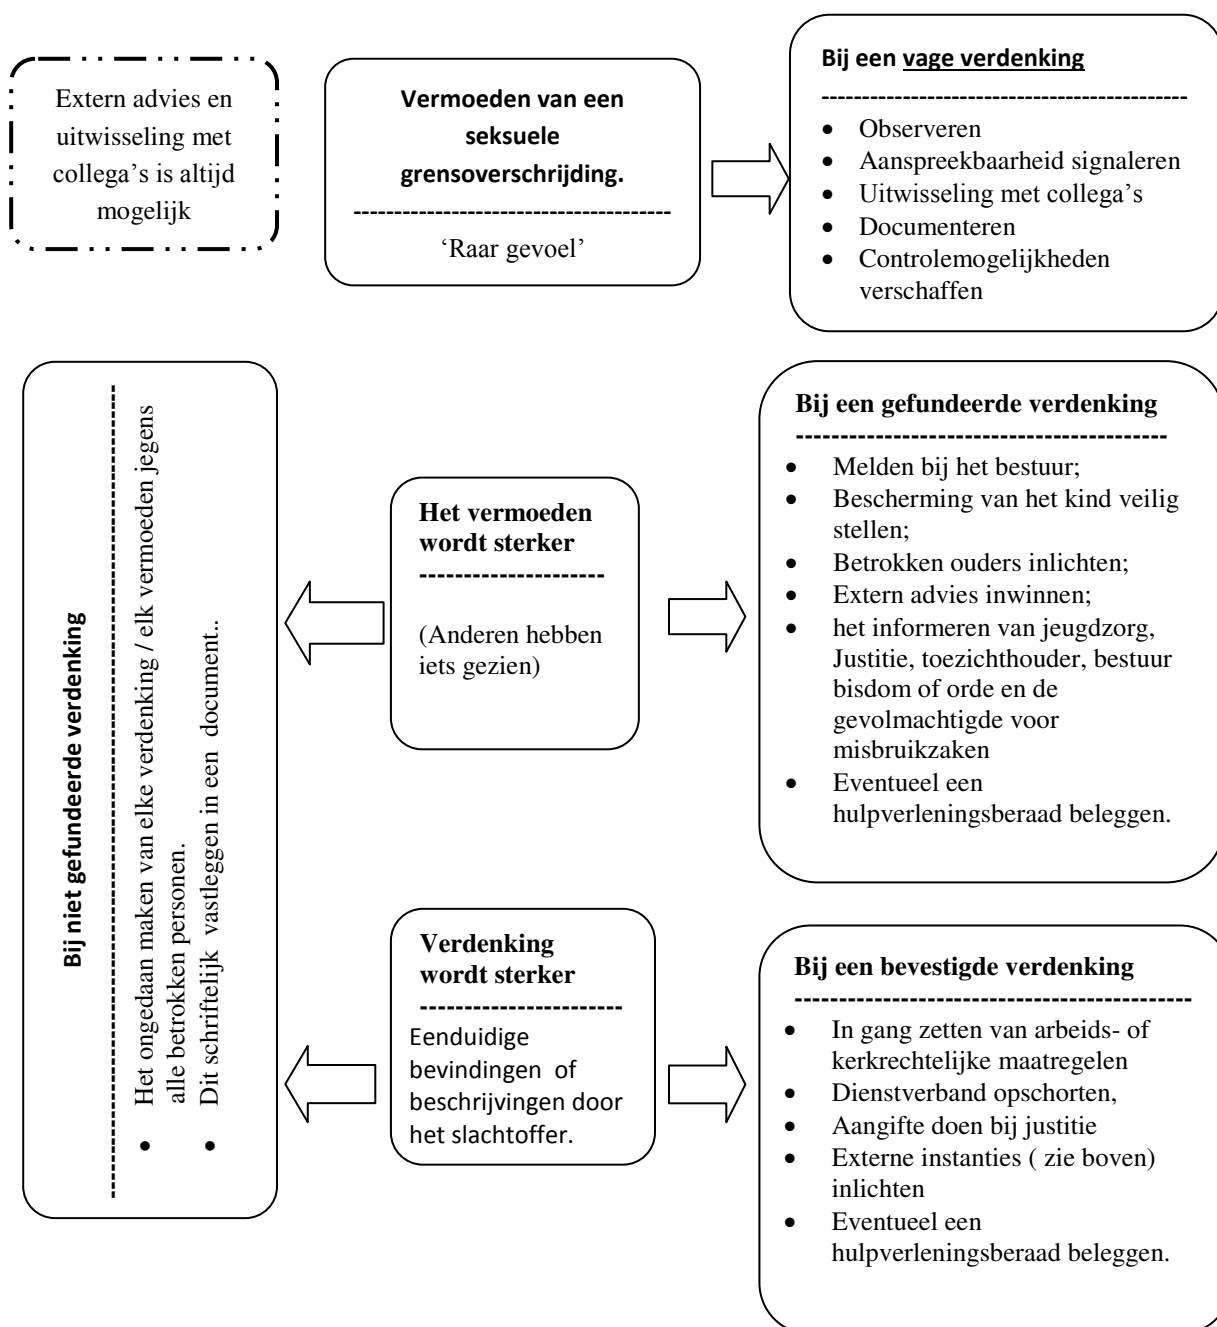 Extern advies en
uitwisseling met
collega's is altijd
mogelijk
Vermoeden van een
seksuele
grensoverschrijding.
‘Raar gevoel’
Bij een vage verdenking
• Observeren
• Aanspreekbaarheid signaleren
• Uitwisseling met collega’s
• Documenteren
• Controlemogelijkheden
verschaffen
Bij niet gefundeerde verdenking
• Het ongedaan maken van elke verdenking / elk vermoeden jegens
alle betrokken personen.
• Dit schriftelijk vastleggen in een document..
Het vermoeden
wordt sterker
(Anderen hebben
iets gezien)
Bij een gefundeerde verdenking
• Melden bij het bestuur;
• Bescherming van het kind veilig
stellen;
• Betrokken ouders inlichten;
• Extern advies inwinnen;
• het informeren van jeugdzorg,
Justitie, toezichthouder, bestuur
bisdom of orde en de
gevolmachtigde voor
misbruikzaken
• Eventueel een
hulpverleningsberaad beleggen.
Verdenking
wordt sterker
Eenduidige
bevindingen of
beschrijvingen door
het slachtoffer.
Bij een bevestigde verdenking
• In gang zetten van arbeids- of
kerkrechtelijke maatregelen
• Dienstverband opschorten,
• Aangifte doen bij justitie
• Externe instanties ( zie boven)
inlichten
• Eventueel een
hulpverleningsberaad beleggen.